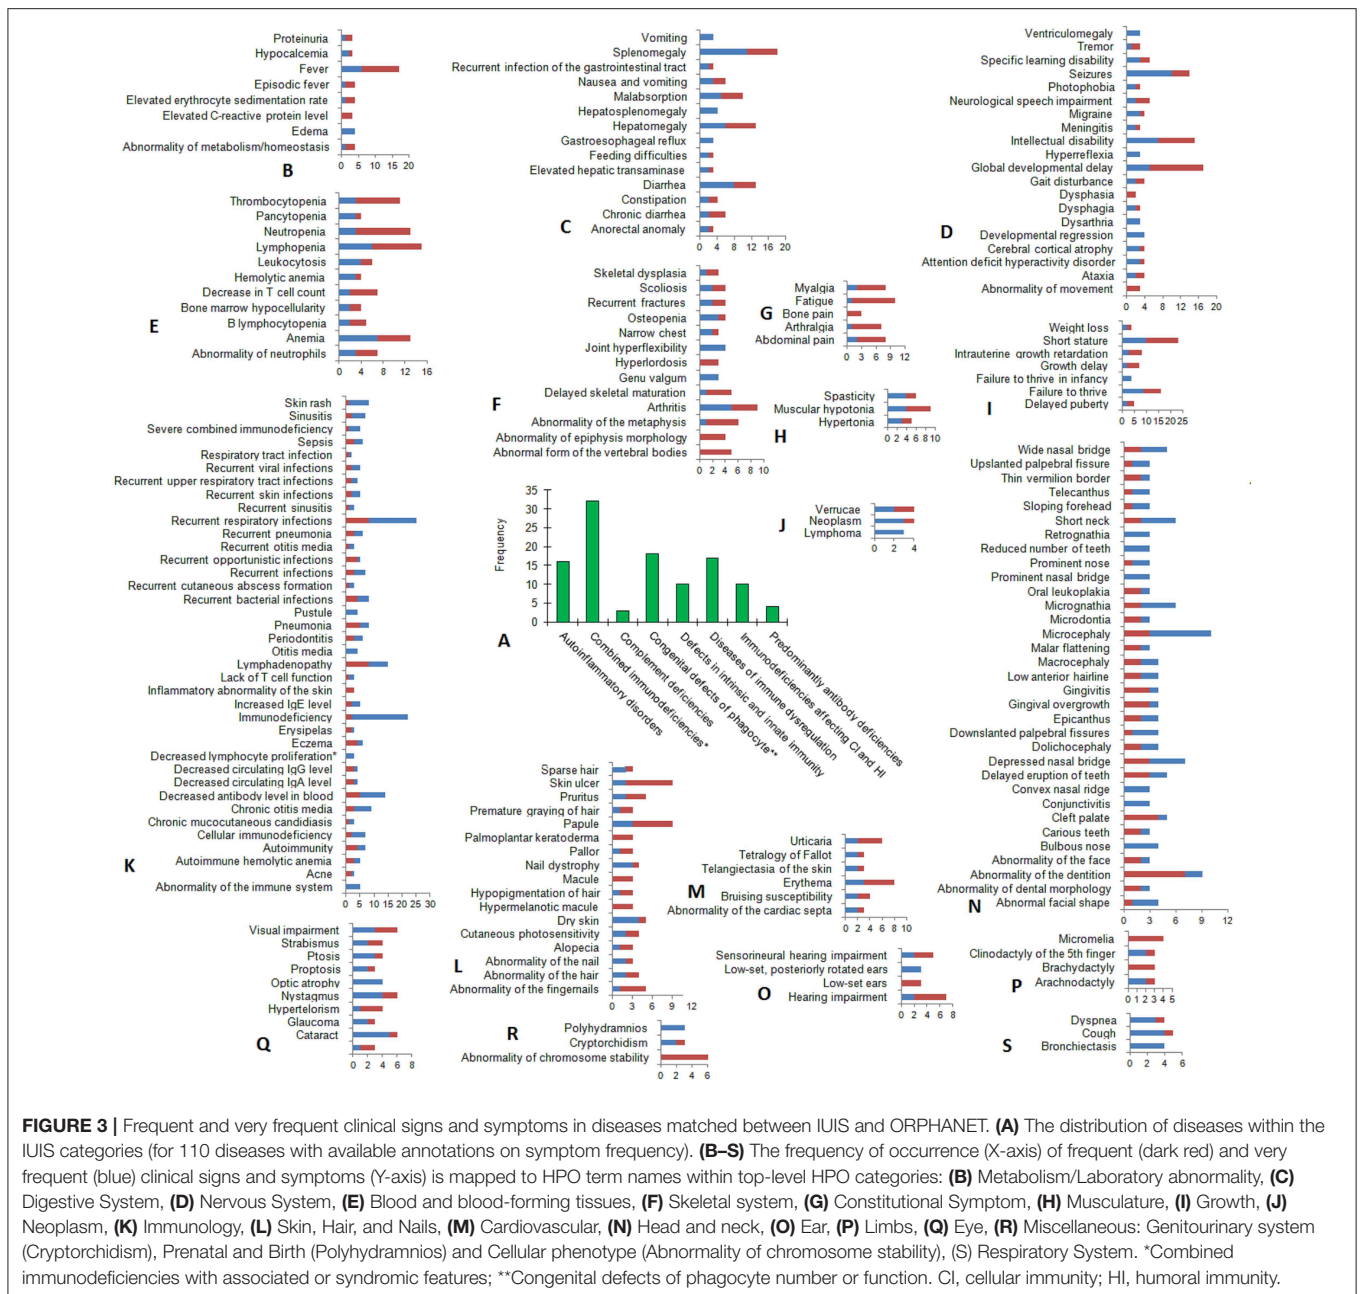 Proteinuria
Hypocalcemia
Fever
Episodic fever
Elevated erythrocyte sedimentation rate
Elevated C-reactive protein level
Edema
Abnormality of metabolism/homeostasis
0 5 10 15 20
B
Vomiting
Splenomegaly
Recurrent infection of the gastrointestinal tract
Nausea and vomiting
Malabsorption
Hepatosplenomegaly
Hepatomegaly
Gastroesophageal reflux
Feeding difficulties
Elevated hepatic transaminase
Diarrhea
Constipation
Chronic diarrhea
Anorectal anomaly
0 4 8 12 16 20
C
Ventriculomegaly
Tremor
Specific learning disability
Seizures
Photophobia
Neurological speech impairment
Migraine
Meningitis
Intellectual disability
Hyperreflexia
Global developmental delay
Gait disturbance
Dysphasia
Dysphagia
Dysarthria
Developmental regression
Cerebral cortical atrophy
Attention deficit hyperactivity disorder
Ataxia
Abnormality of movement
0 4 8 12 16 20
D
Thrombocytopenia
Pancytopenia
Neutropenia
Lymphopenia
Leukocytosis
Hemolytic anemia
Decrease in T cell count
Bone marrow hypocellularity
B lymphocytopenia
Anemia
Abnormality of neutrophils
0 4 8 12 16
E
Skeletal dysplasia
Scoliosis
Recurrent fractures
Osteopenia
Narrow chest
Joint hyperflexibility
Hyperlordosis
Genu valgum
Delayed skeletal maturation
Arthritis
Abnormality of the metaphysis
Abnormality of epiphysis morphology
Abnormal form of the vertebral bodies
0 2 4 6 8 10
F
Myalgia
Fatigue
Bone pain
Arthralgia
Abdominal pain
0 3 6 9 12
G
Spasticity
Muscular hypotonia
Hypertonia
0 2 4 6 8 10
H
Weight loss
Short stature
Intrauterine growth retardation
Growth delay
Failure to thrive in infancy
Failure to thrive
Delayed puberty
0 5 10 15 20 25
I
Verrucae
Neoplasm
Lymphoma
0 2 4
J
Skin rash
Sinusitis
Severe combined immunodeficiency
Sepsis
Respiratory tract infection
Recurrent viral infections
Recurrent upper respiratory tract infections
Recurrent skin infections
Recurrent sinusitis
Recurrent respiratory infections
Recurrent pneumonia
Recurrent otitis media
Recurrent opportunistic infections
Recurrent infections
Recurrent cutaneous abscess formation
Recurrent bacterial infections
Pustule
Pneumonia
Periodontitis
Otitis media
Lymphadenopathy
Lack of T cell function
Inflammatory abnormality of the skin
Increased IgE level
Immunodeficiency
Erysipelas
Eczema
Decreased lymphocyte proliferation*
Decreased circulating IgG level
Decreased circulating IgA level
Decreased antibody level in blood
Chronic otitis media
Chronic mucocutaneous candidiasis
Cellular immunodeficiency
Autoimmunity
Autoimmune hemolytic anemia
Acne
Abnormality of the immune system
0 5 10 15 20 25 30
K
Frequency
35
30
25
20
15
10
5
0
A
Autoinflammatory disorders
Combined immunodeficiencies*
Complement deficiencies
Congenital defects of phagocyte**
Defects in intrinsic and innate immunity
Diseases of immune dysregulation
Immunodeficiencies affecting CI and HI
Predominantly antibody deficiencies
Sparse hair
Skin ulcer
Pruritus
Premature graying of hair
Papule
Palmoplantar keratoderma
Pallor
Nail dystrophy
Macule
Hypopigmentation of hair
Hypermelanotic macule
Dry skin
Cutaneous photosensitivity
Alopecia
Abnormality of the nail
Abnormality of the hair
Abnormality of the fingernails
0 3 6 9 12
L
Urticaria
Tetralogy of Fallot
Telangiectasia of the skin
Erythema
Bruising susceptibility
Abnormality of the cardiac septa
0 2 4 6 8 10
M
Wide nasal bridge
Upslanted palpebral fissure
Thin vermilion border
Telecanthus
Sloping forehead
Short neck
Retrognathia
Reduced number of teeth
Prominent nose
Prominent nasal bridge
Oral leukoplakia
Micrognathia
Microdontia
Microcephaly
Malar flattening
Macrocephaly
Low anterior hairline
Gingivitis
Gingival overgrowth
Epicanthus
Downslanted palpebral fissures
Dolichocephaly
Depressed nasal bridge
Delayed eruption of teeth
Convex nasal ridge
Conjunctivitis
Cleft palate
Carious teeth
Bulbous nose
Abnormality of the face
Abnormality of the dentition
Abnormality of dental morphology
Abnormal facial shape
0 3 6 9 12
N
Sensorineural hearing impairment
Low-set, posteriorly rotated ears
Low-set ears
Hearing impairment
0 2 4 6 8
O
Micromelia
Clinodactyly of the 5th finger
Brachydactyly
Arachnodactyly
0 1 2 3 4 5
P
Visual impairment
Strabismus
Ptosis
Proptosis
Optic atrophy
Nystagmus
Hypertelorism
Glaucoma
Cataract
0 2 4 6 8
Q
Polyhydramnios
Cryptorchidism
Abnormality of chromosome stability
0 2 4 6
R
Dyspnea
Cough
Bronchiectasis
0 2 4 6
S
FIGURE 3 | Frequent and very frequent clinical signs and symptoms in diseases matched between IUIS and ORPHANET. (A) The distribution of diseases within the
IUIS categories (for 110 diseases with available annotations on symptom frequency). (B–S) The frequency of occurrence (X-axis) of frequent (dark red) and very
frequent (blue) clinical signs and symptoms (Y-axis) is mapped to HPO term names within top-level HPO categories: (B) Metabolism/Laboratory abnormality, (C)
Digestive System, (D) Nervous System, (E) Blood and blood-forming tissues, (F) Skeletal system, (G) Constitutional Symptom, (H) Musculature, (I) Growth, (J)
Neoplasm, (K) Immunology, (L) Skin, Hair, and Nails, (M) Cardiovascular, (N) Head and neck, (O) Ear, (P) Limbs, (Q) Eye, (R) Miscellaneous: Genitourinary system
(Cryptorchidism), Prenatal and Birth (Polyhydramnios) and Cellular phenotype (Abnormality of chromosome stability), (S) Respiratory System. *Combined
immunodeficiencies with associated or syndromic features; **Congenital defects of phagocyte number or function. CI, cellular immunity; HI, humoral immunity.